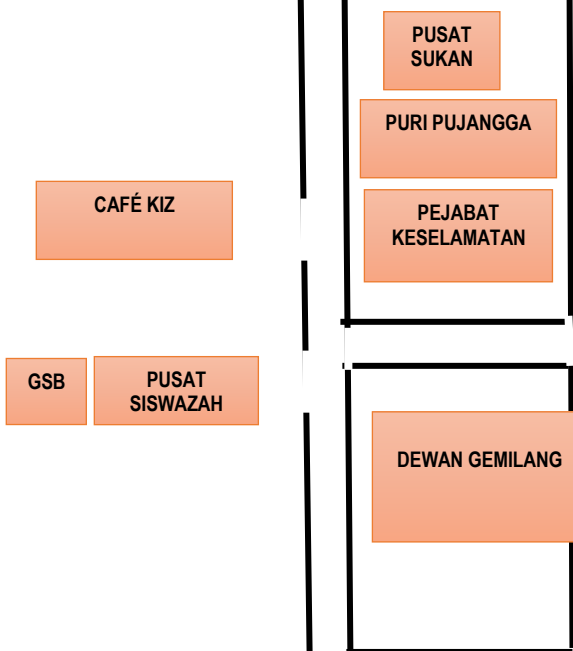 PUSAT
SUKAN
PURI PUJANGGA
CAFÉ KIZ
PEJABAT
KESELAMATAN
GSB
PUSAT
SISWAZAH
DEWAN GEMILANG